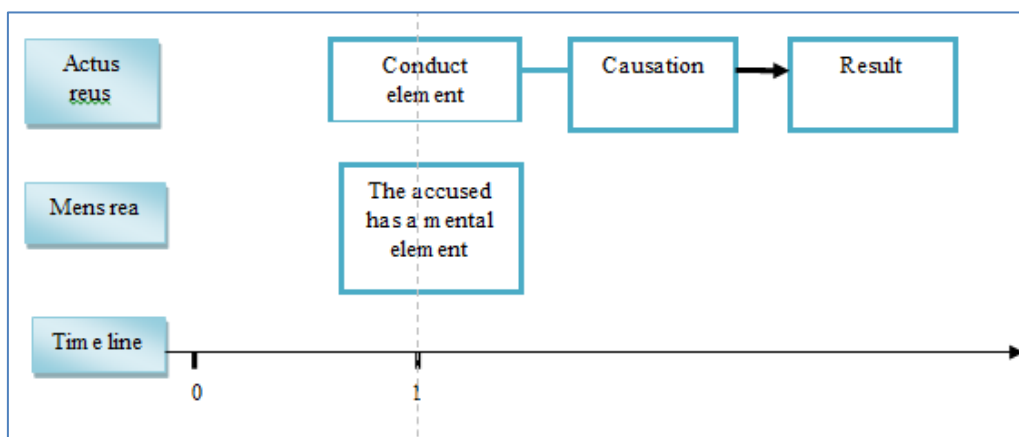 Actus
reus
Conduct
element
Causation
Result
Mens rea
The accused
has a mental
element
Time line
0
1